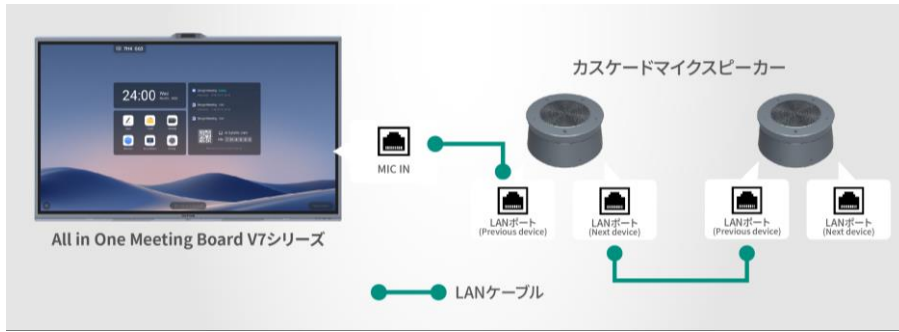 24:00
カスケードマイクスピーカー
MIC IN
LANポート
(Previous device)
LANポート
(Next device)
LANポート
(Previous device)
LANポート
(Next device)
All in One Meeting Board V7シリーズ
LANケーブル